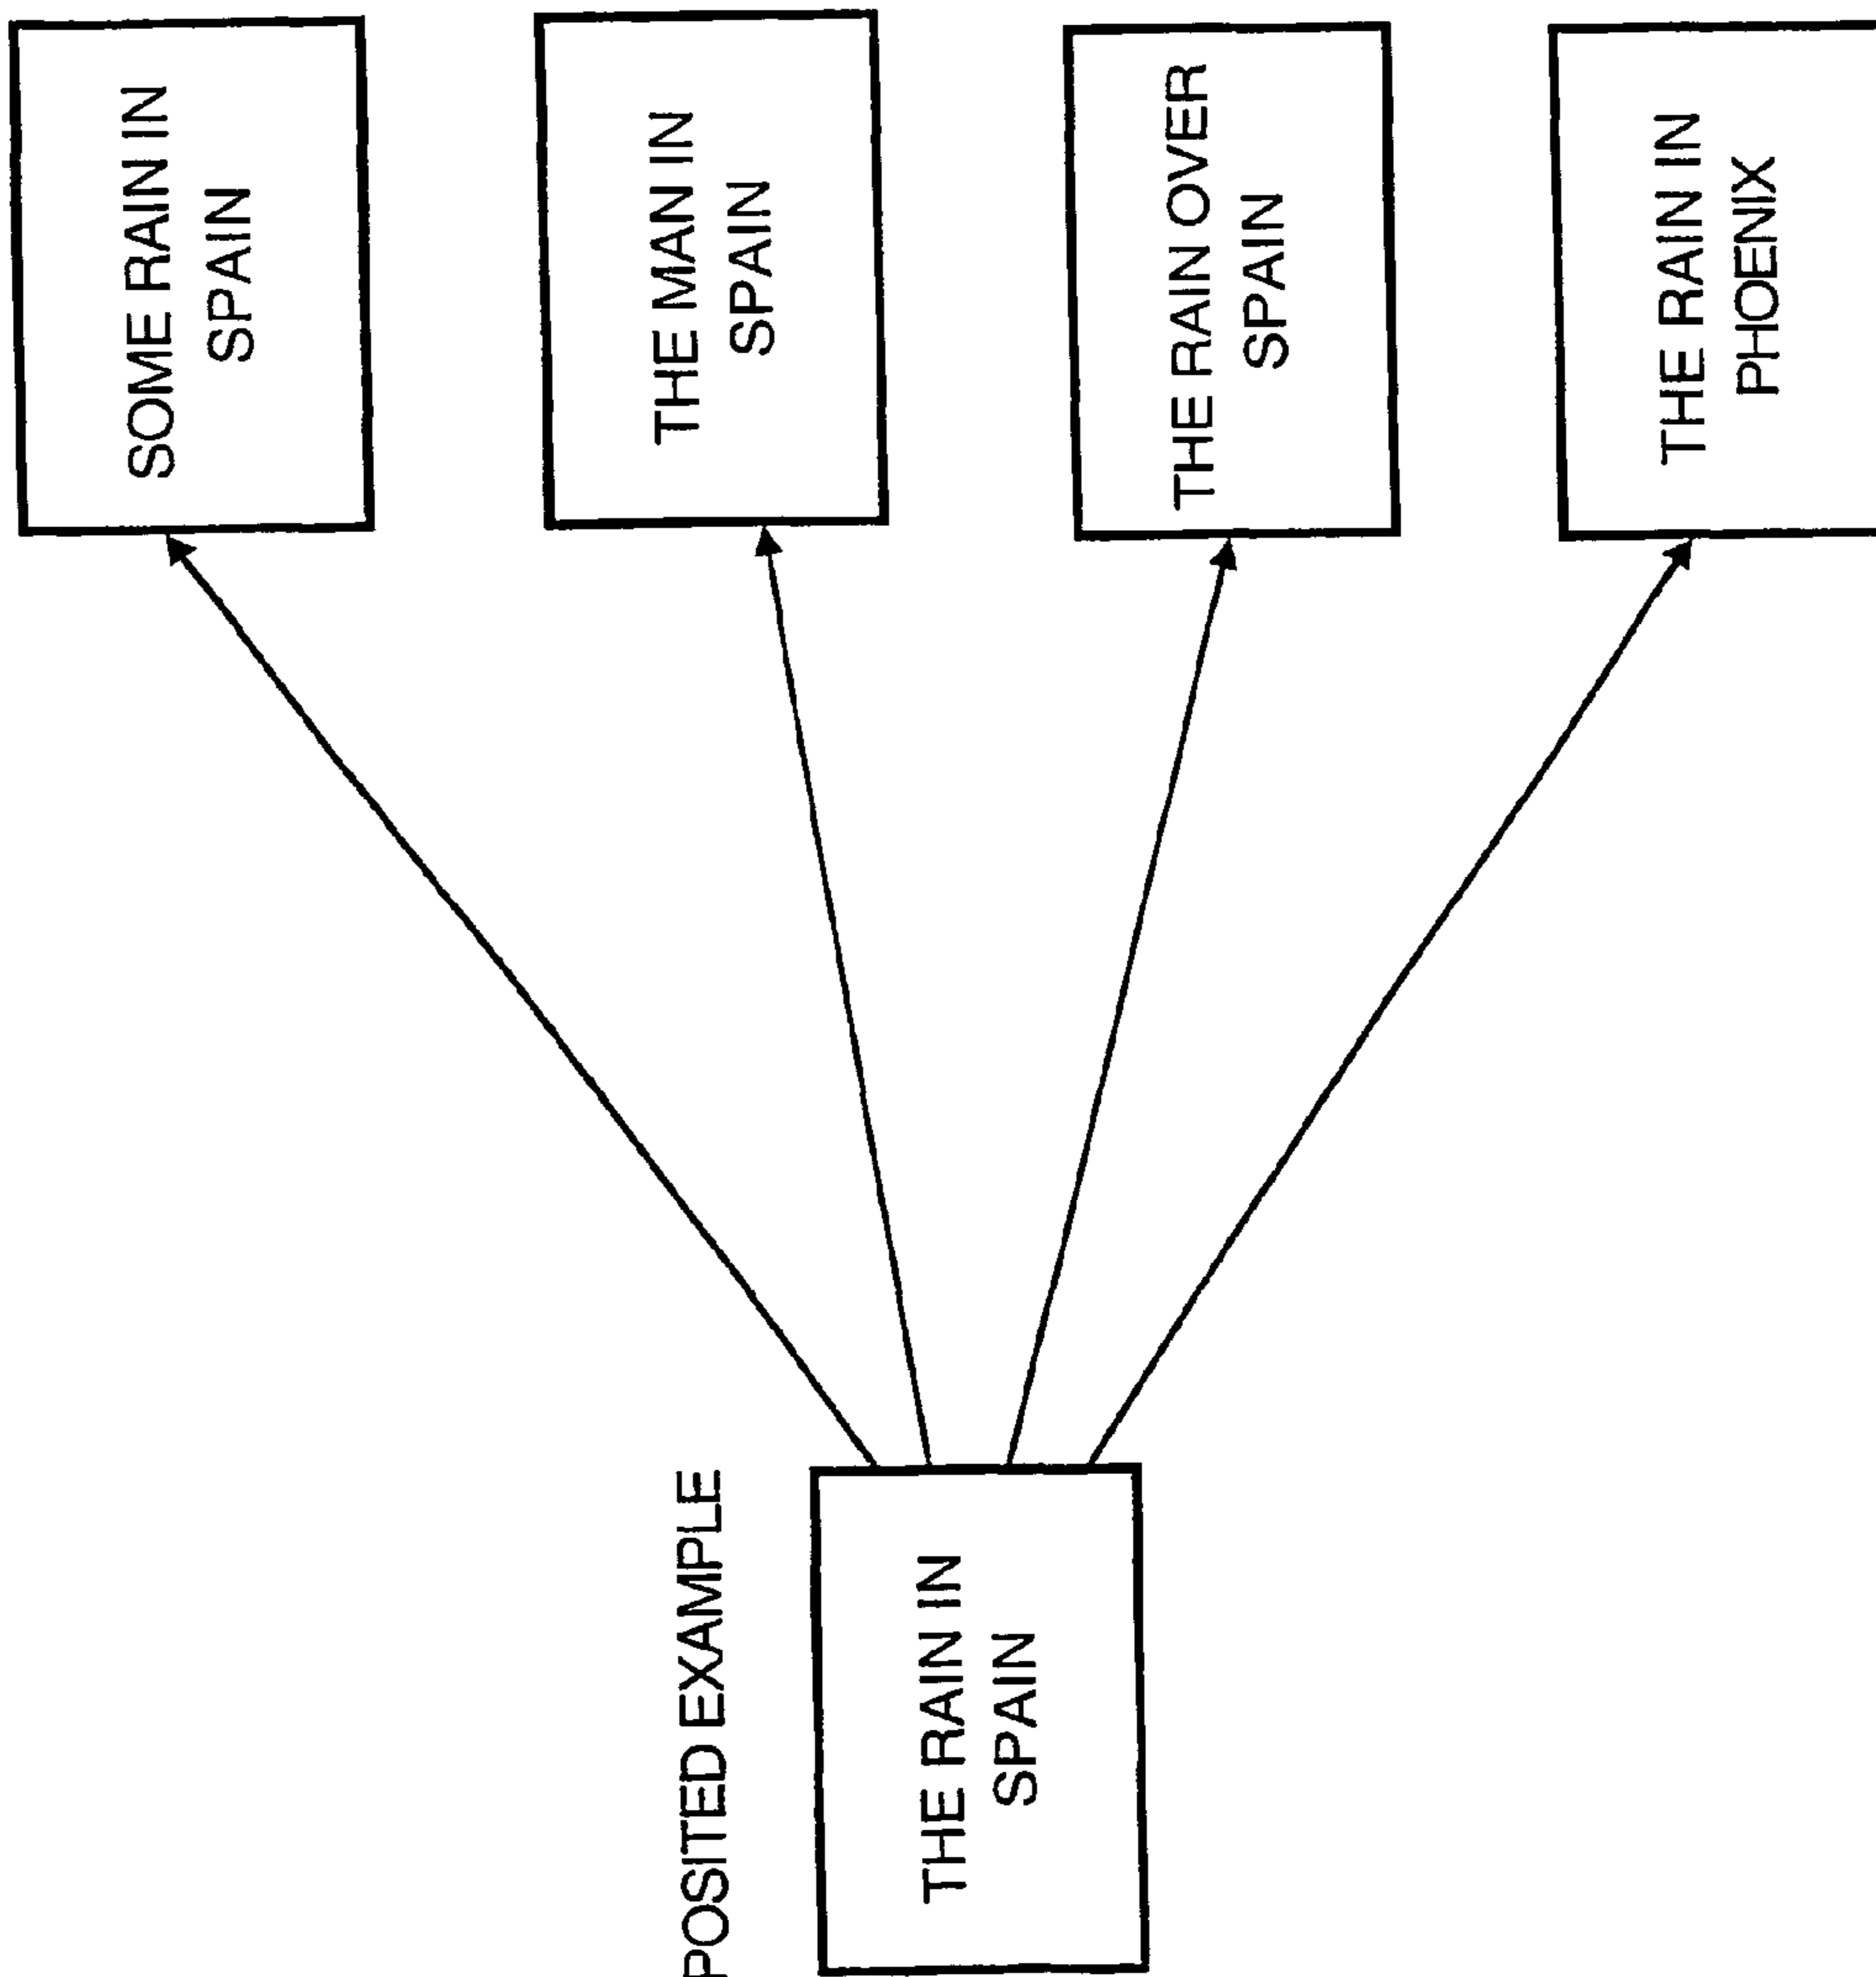 POSITED EXAMPLE
THE RAIN IN
SPAIN
SOME RAIN IN
SPAIN
THE MAN IN
SPAIN
THE RAIN OVER
SPAIN
THE RAIN IN
PHOENIX